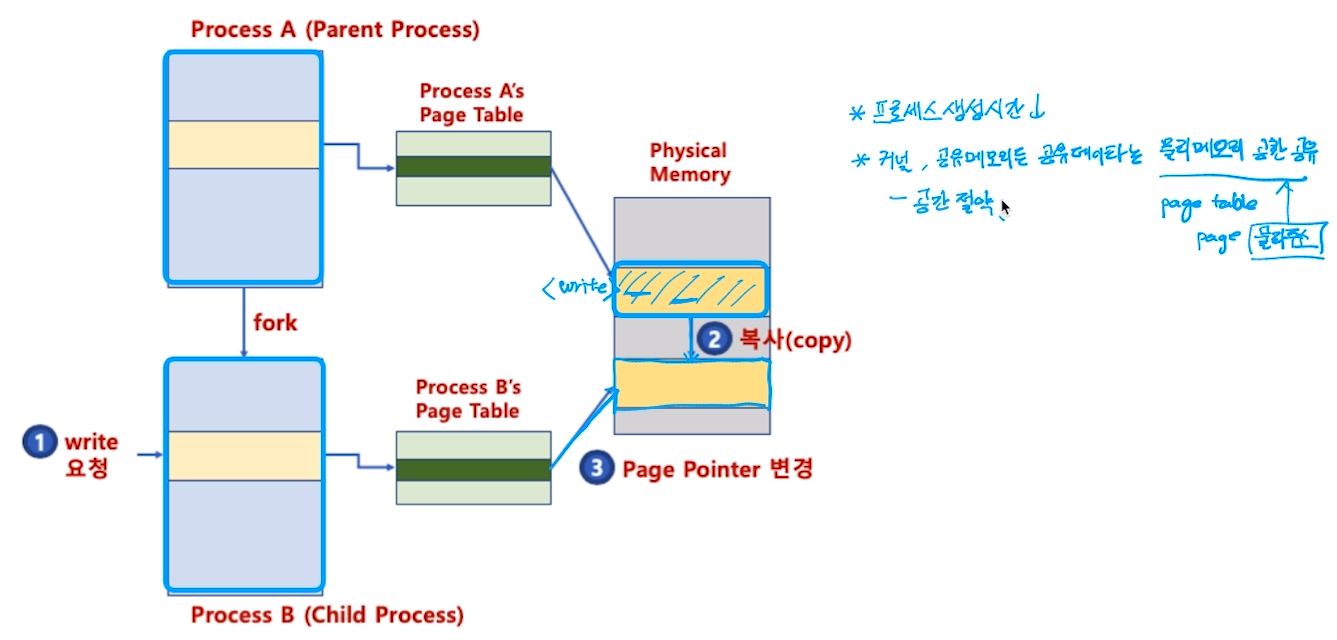 Process A (Parent Process)
Process A's
Page Table
Physical
Memory
* 프로세스 생성시간↓
* 커널, 공유메모리등 공유데이타는 물리메모리 공간 공유
- 공간 절약
page table
page 물리주소
<write>
fork
2 복사(copy)
Process B's
Page Table
1 write
요청
3 Page Pointer 변경
Process B (Child Process)